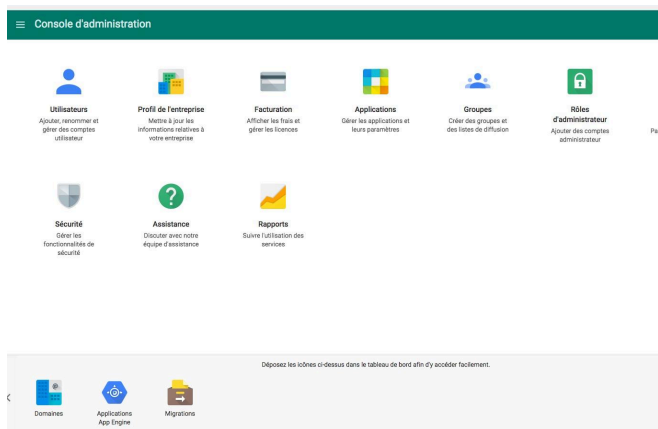 Console d'administration
Utilisateurs
Ajouter, renommer et
gérer des comptes
utilisateur
Profil de l'entreprise
Mettre à jour les
informations relatives à
votre entreprise
Facturation
Afficher les frais et
gérer les licences
Applications
Gérer les applications et
leurs paramètres
Groupes
Créer des groupes et
des listes de diffusion
Rôles
d'administrateur
Ajouter des comptes
administrateur
Pa
Sécurité
Gérer les
fonctionnalités de
sécurité
Assistance
Discuter avec notre
équipe d'assistance
Rapports
Suivre l'utilisation des
services
Déposez les icônes ci-dessus dans le tableau de bord afin d'y accéder facilement.
Domaines
Applications
App Engine
Migrations